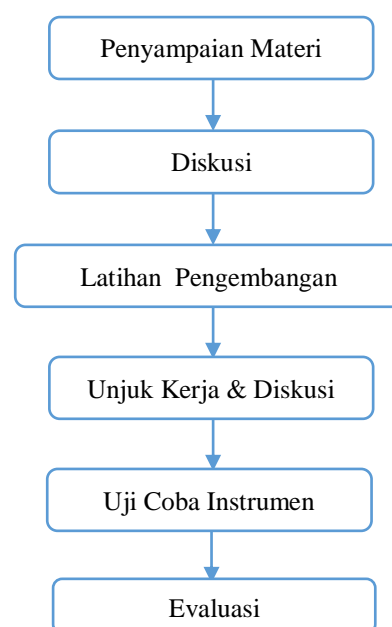 Penyampaian Materi
Diskusi
Latihan  Pengembangan
Unjuk Kerja & Diskusi
Uji Coba Instrumen
Evaluasi